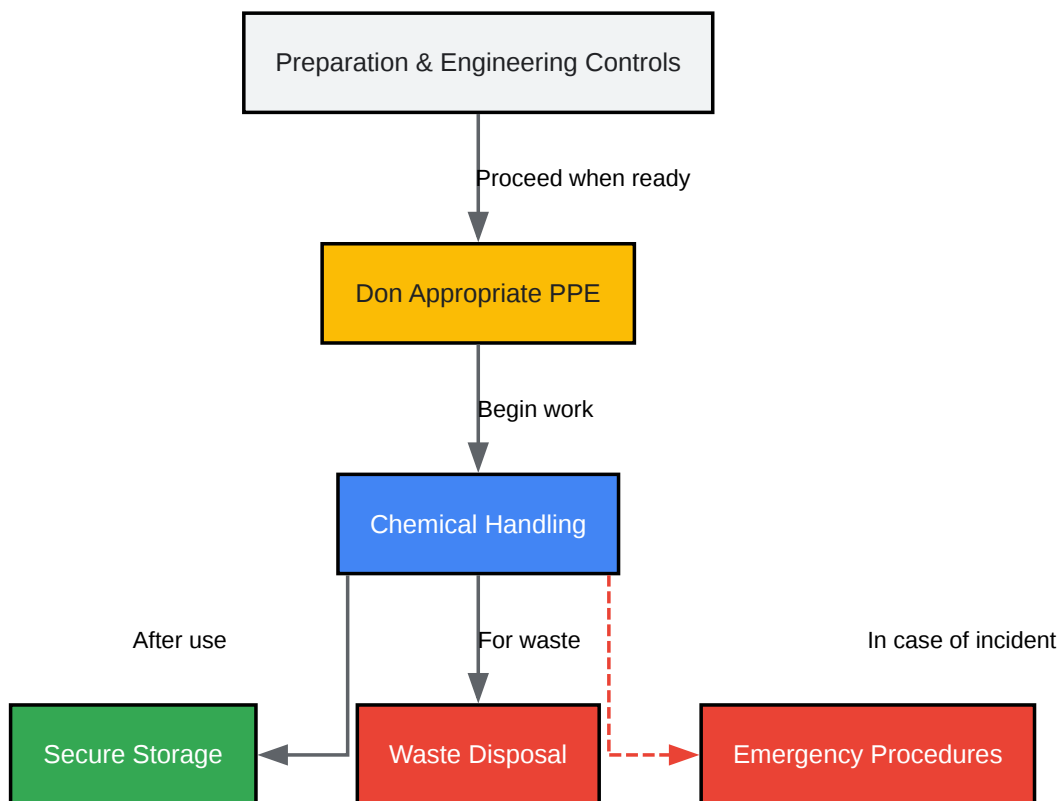 Preparation & Engineering Controls
Proceed when ready
Don Appropriate PPE
Begin work
Chemical Handling
After use
For waste
In case of incident
Secure Storage
Waste Disposal
Emergency Procedures